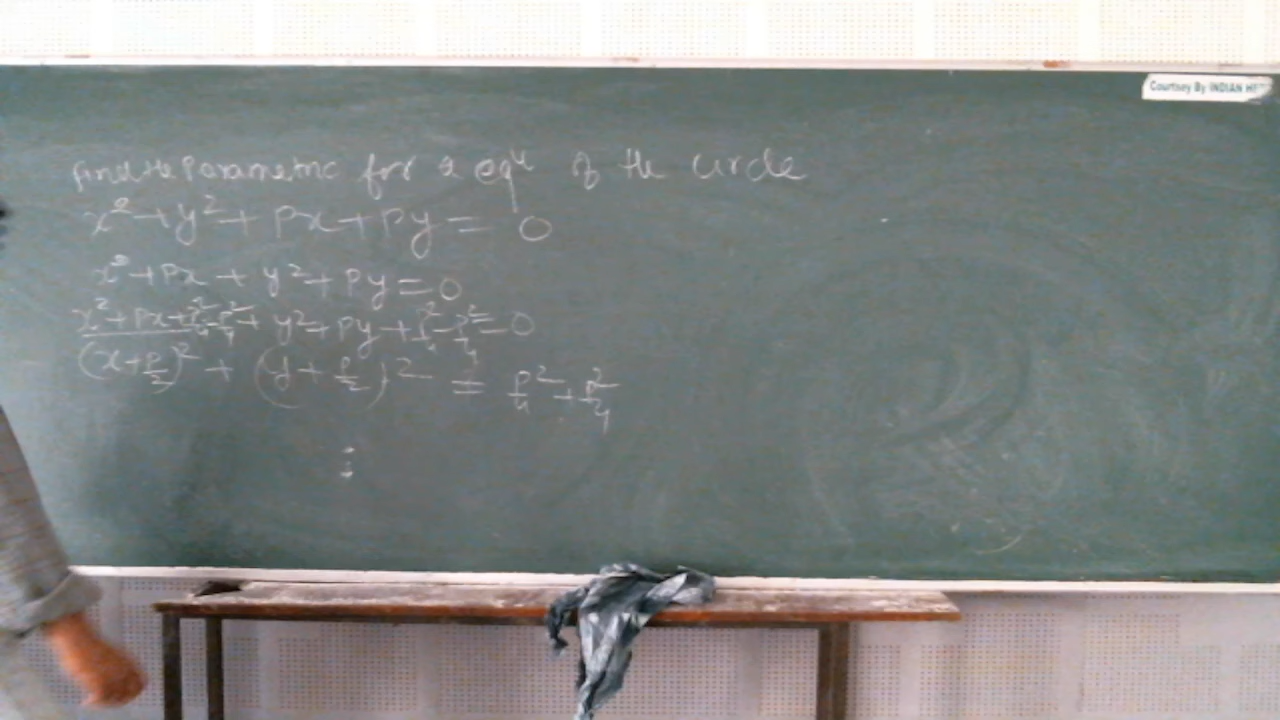 Courtsey By INDIAN
Find the Parametric for a eqⁿ of the circle
x² + y² + px + py = 0
x² + px + y² + py = 0
x² + px + p²/4 - p²/4 + y² + py + p²/4 - p²/4 = 0
(x + p/2)² + (y + p/2)² = p²/4 + p²/4
: